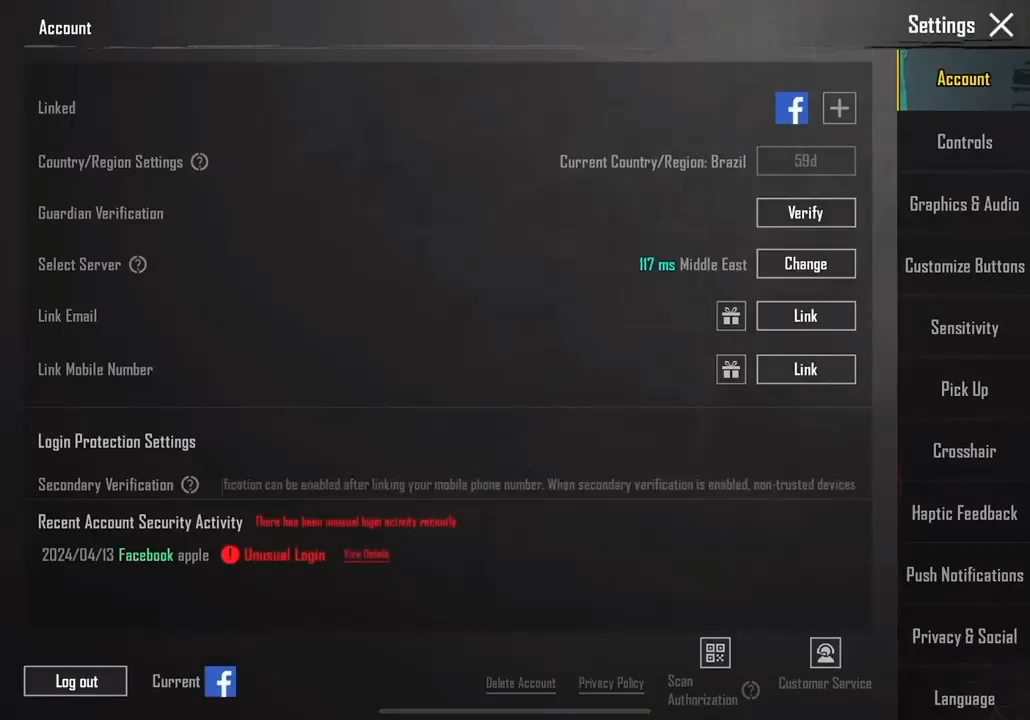 Account
Settings
Account
Linked
Country/Region Settings
Current Country/Region: Brazil
59d
Controls
Guardian Verification
Verify
Graphics & Audio
Select Server
117 ms Middle East
Change
Customize Buttons
Link Email
Link
Sensitivity
Link Mobile Number
Link
Pick Up
Login Protection Settings
Crosshair
Secondary Verification
fication can be enabled after linking your mobile phone number. When secondary verification is enabled, non-trusted devices
Haptic Feedback
Recent Account Security Activity
There has been unusual login activity recently
2024/04/13 Facebook apple
Unusual Login
View Details
Push Notifications
Privacy & Social
Log out
Current
Delete Account
Privacy Policy
Scan
Authorization
Customer Service
Language